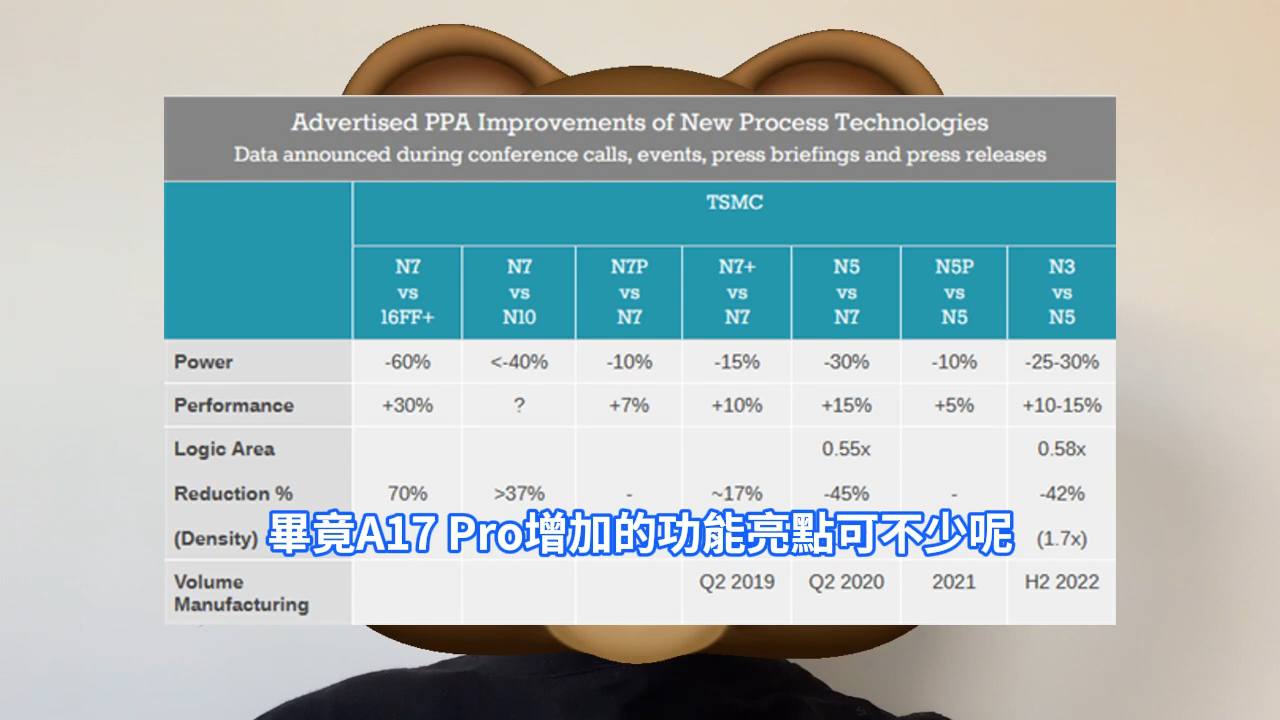 Advertised PPA Improvements of New Process Technologies
Data announced during conference calls, events, press briefings and press releases
TSMC
N7 vs 16FF+
N7 vs N10
N7P vs N7
N7+ vs N7
N5 vs N7
N5P vs N5
N3 vs N5
Power -60% <-40% -10% -15% -30% -10% -25-30%
Performance +30% ? +7% +10% +15% +5% +10-15%
Logic Area 0.55x 0.58x
Reduction % 70% >37% - ~17% -45% - -42%
(Density) (1.7x)
畢竟A17 Pro增加的功能亮點可不少呢
Volume Manufacturing Q2 2019 Q2 2020 2021 H2 2022